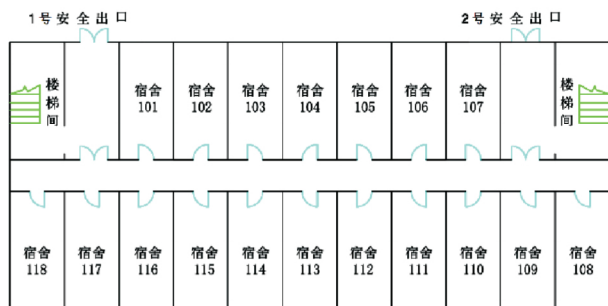 1号安全出口
2号安全出口
楼梯间
宿舍 101
宿舍 102
宿舍 103
宿舍 104
宿舍 105
宿舍 106
宿舍 107
楼梯间
宿舍 118
宿舍 117
宿舍 116
宿舍 115
宿舍 114
宿舍 113
宿舍 112
宿舍 111
宿舍 110
宿舍 109
宿舍 108